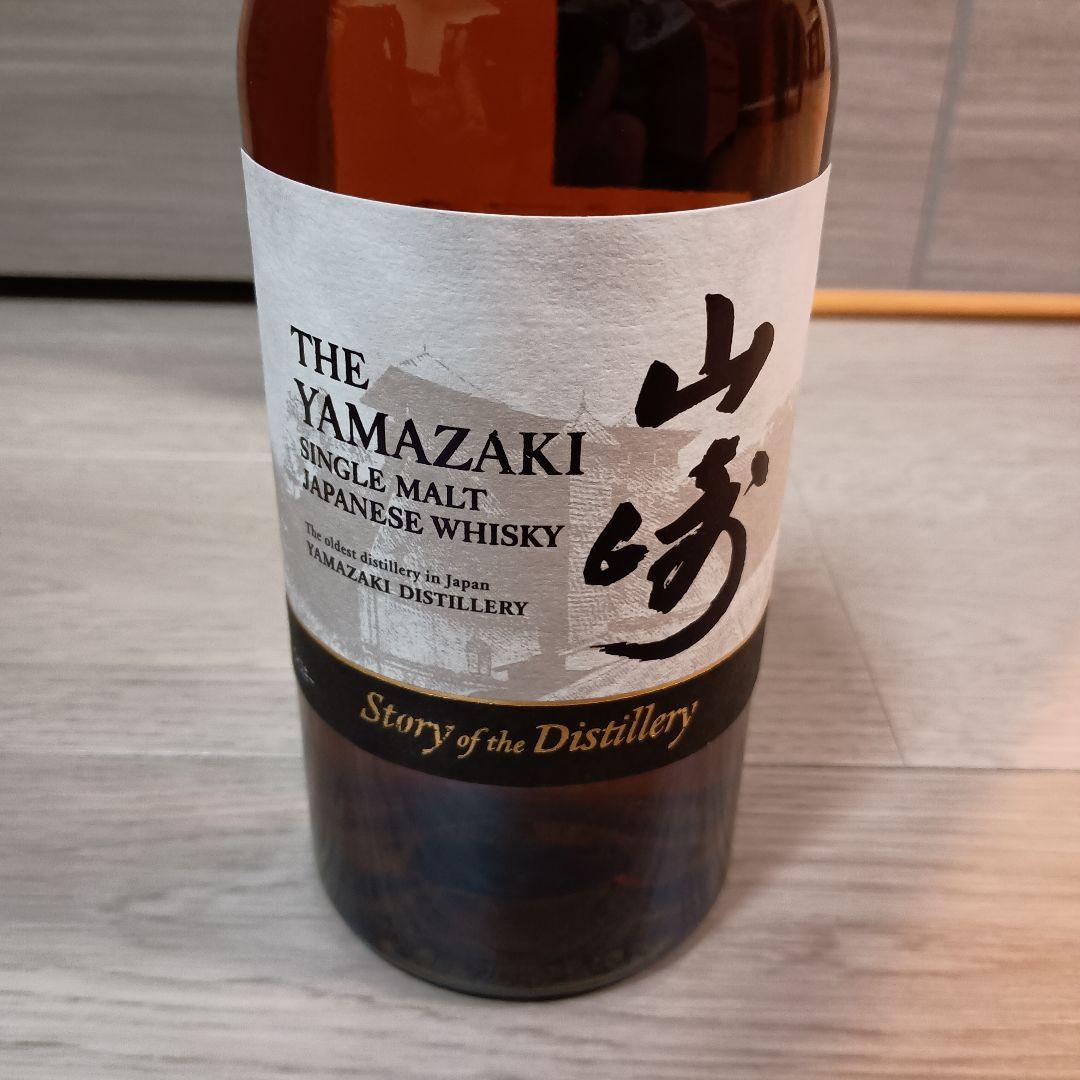 THE
YAMAZAKI
SINGLE MALT
JAPANESE WHISKY
The oldest distillery in Japan
YAMAZAKI DISTILLERY
山崎
Story of the Distillery